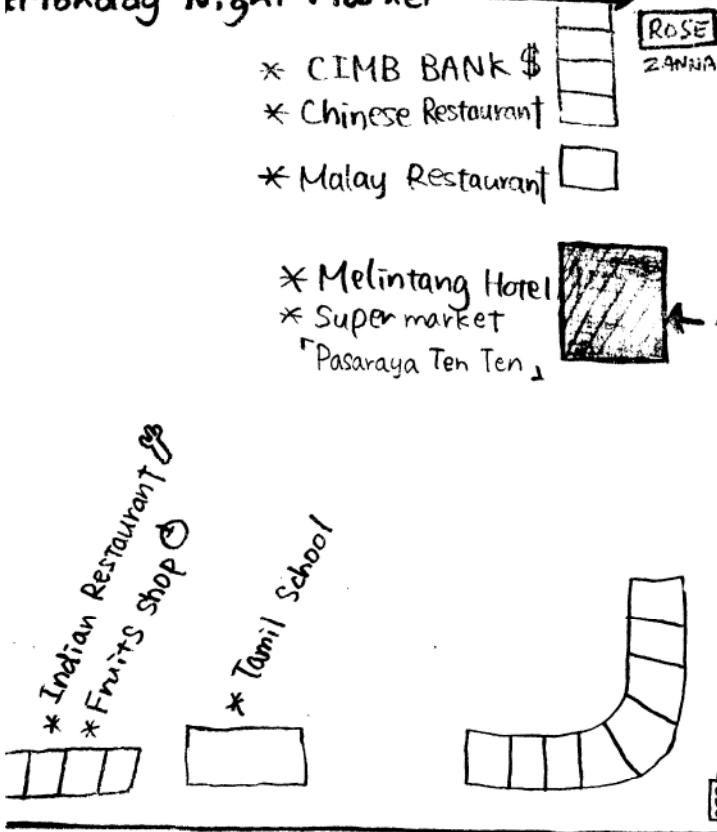 Night
ROSE
ZANNA
* CIMB BANK $
* Chinese Restaurant
* Malay Restaurant
* Melintang Hotel
* Supermarket
「Pasaraya Ten Ten」
* Indian Restaurant
* Fruits shop
* Tamil School